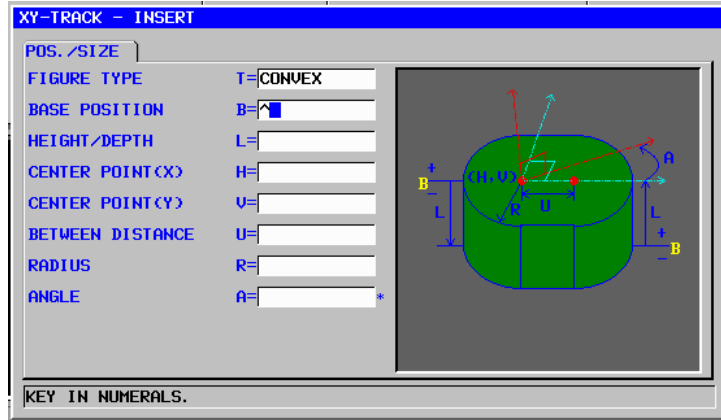 XY-TRACK - INSERT
POS./SIZE
FIGURE TYPE T=CONVEX
BASE POSITION B=^
HEIGHT/DEPTH L=
CENTER POINT(X) H=
CENTER POINT(Y) V=
BETWEEN DISTANCE U=
RADIUS R=
ANGLE A= *
A
+
B
-
(H,V)
L
R
U
L
+
B
-
KEY IN NUMERALS.